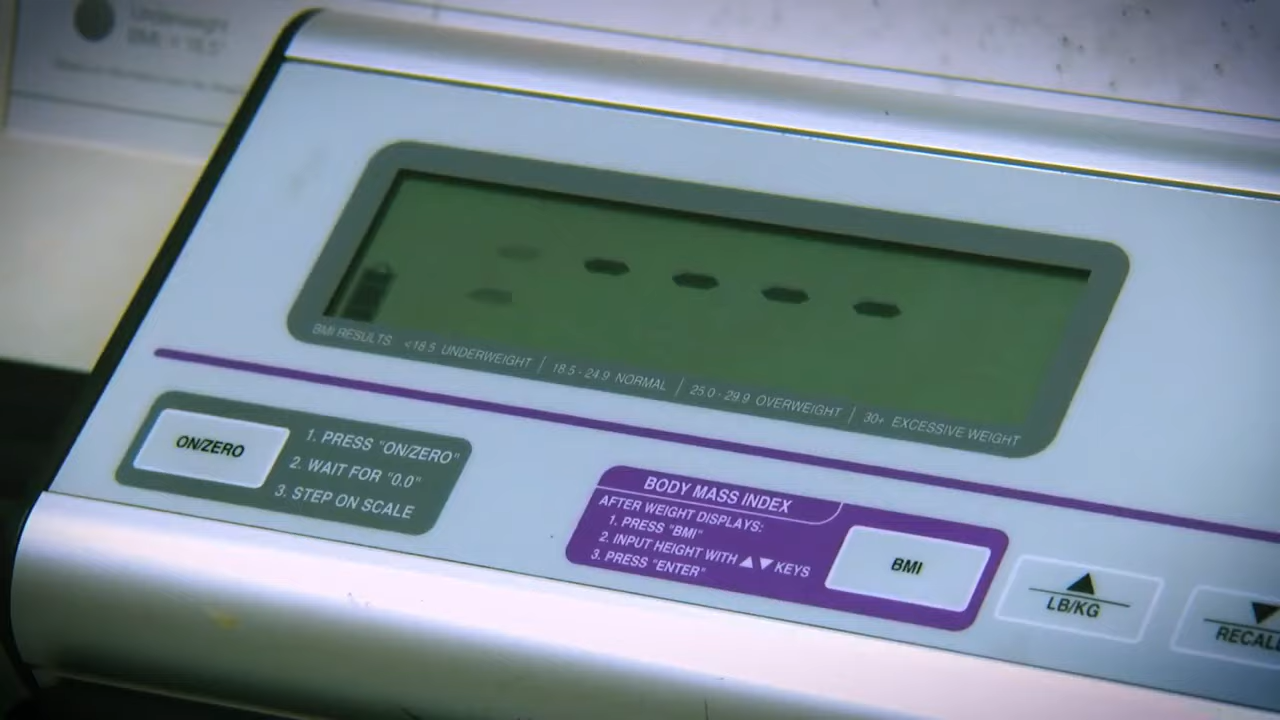 Underweight
BMI < 18.5
BMI RESULTS <18.5 UNDERWEIGHT | 18.5 - 24.9 NORMAL | 25.0 - 29.9 OVERWEIGHT | 30+ EXCESSIVE WEIGHT
ON/ZERO
1. PRESS "ON/ZERO"
2. WAIT FOR "0.0"
3. STEP ON SCALE
BODY MASS INDEX
AFTER WEIGHT DISPLAYS:
1. PRESS "BMI"
2. INPUT HEIGHT WITH ▲ ▼ KEYS
3. PRESS "ENTER"
BMI
▲
LB/KG
▼
RECALL